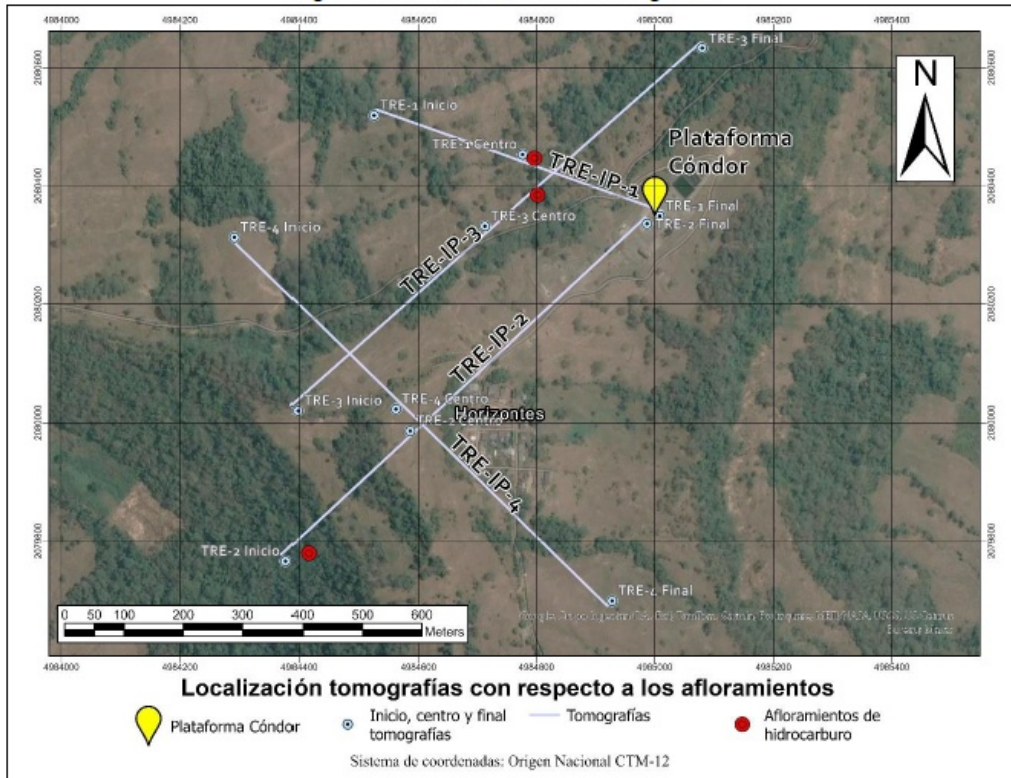 4984000 4984200 4984400 4984600 4984800 4985000 4985200 4985400
TRE-3 Final
N
2080600 2080600
TRE-1 Inicio
Plataforma
Cóndor
TRE-1 Centro
TRE-IP-1
2080400 2080400
TRE-1 Final
TRE-2 Final
TRE-3 Centro
TRE-4 Inicio
TRE-IP-3
2080200 2080200
TRE-IP-2
TRE-3 Inicio
TRE-4 Centro
Horizontes
TRE-2 Centro
2080000 2080000
TRE-IP-4
2079800 2079800
TRE-2 Inicio
TRE-4 Final
0 50 100 200 300 400 500 600
Meters
4984000 4984200 4984400 4984600 4984800 4985000 4985200 4985400
Localización tomografías con respecto a los afloramientos
Plataforma Cóndor
Inicio, centro y final
tomografías
Tomografías
Afloramientos de
hidrocarburo
Sistema de coordenadas: Origen Nacional CTM-12